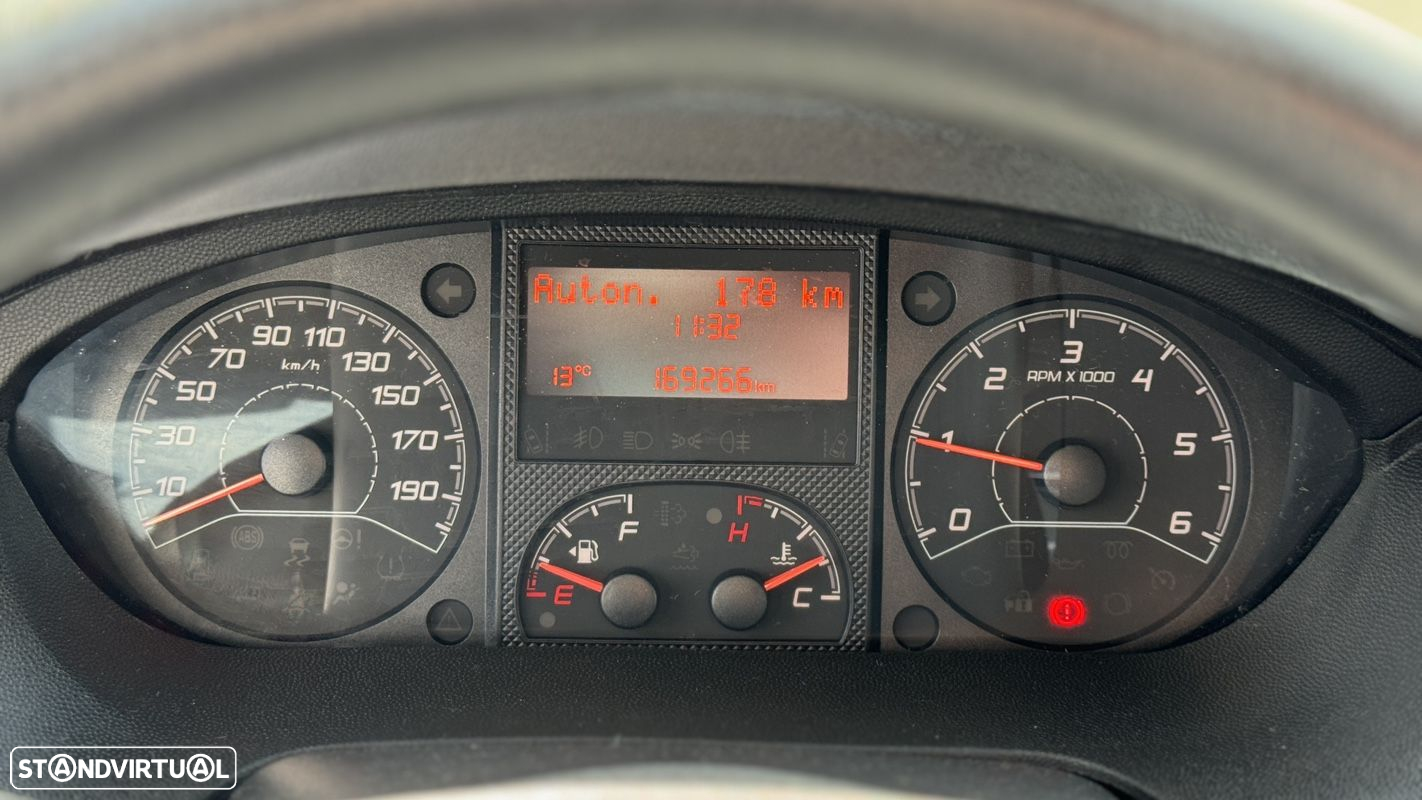 10 30 50 70 90 110 130 150 170 190
km/h
Auton. 178 km
11:32
13°C 169266km
0 1 2 3 4 5 6
RPM X 1000
E F
H C
ABS
STANDVIRTUAL